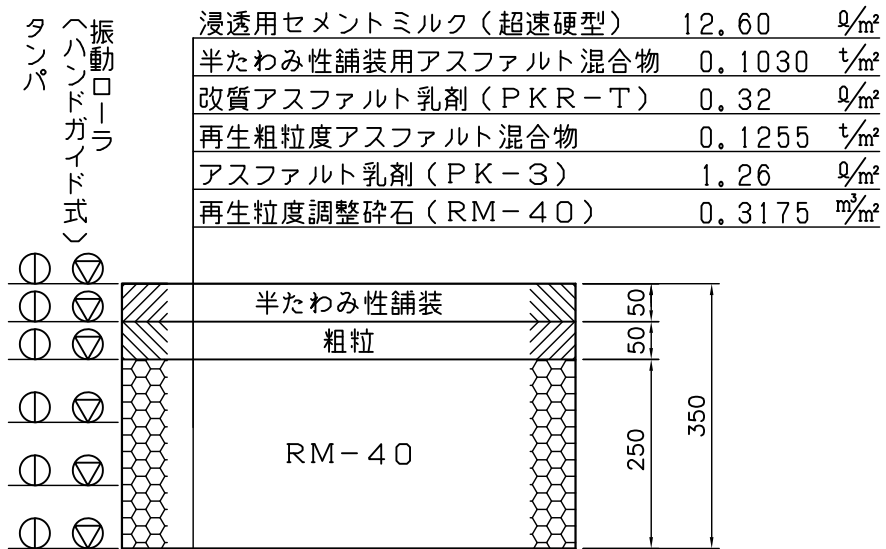 振動ローラ
(ハンドガイド式)
タンパ
浸透用セメントミルク(超速硬型) 12.60 ℓ/m²
半たわみ性舗装用アスファルト混合物 0.1030 t/m²
改質アスファルト乳剤(PKR-T) 0.32 ℓ/m²
再生粗粒度アスファルト混合物 0.1255 t/m²
アスファルト乳剤(PK-3) 1.26 ℓ/m²
再生粒度調整砕石(RM-40) 0.3175 m³/m²
半たわみ性舗装
50
粗粒
50
RM-40
250
350